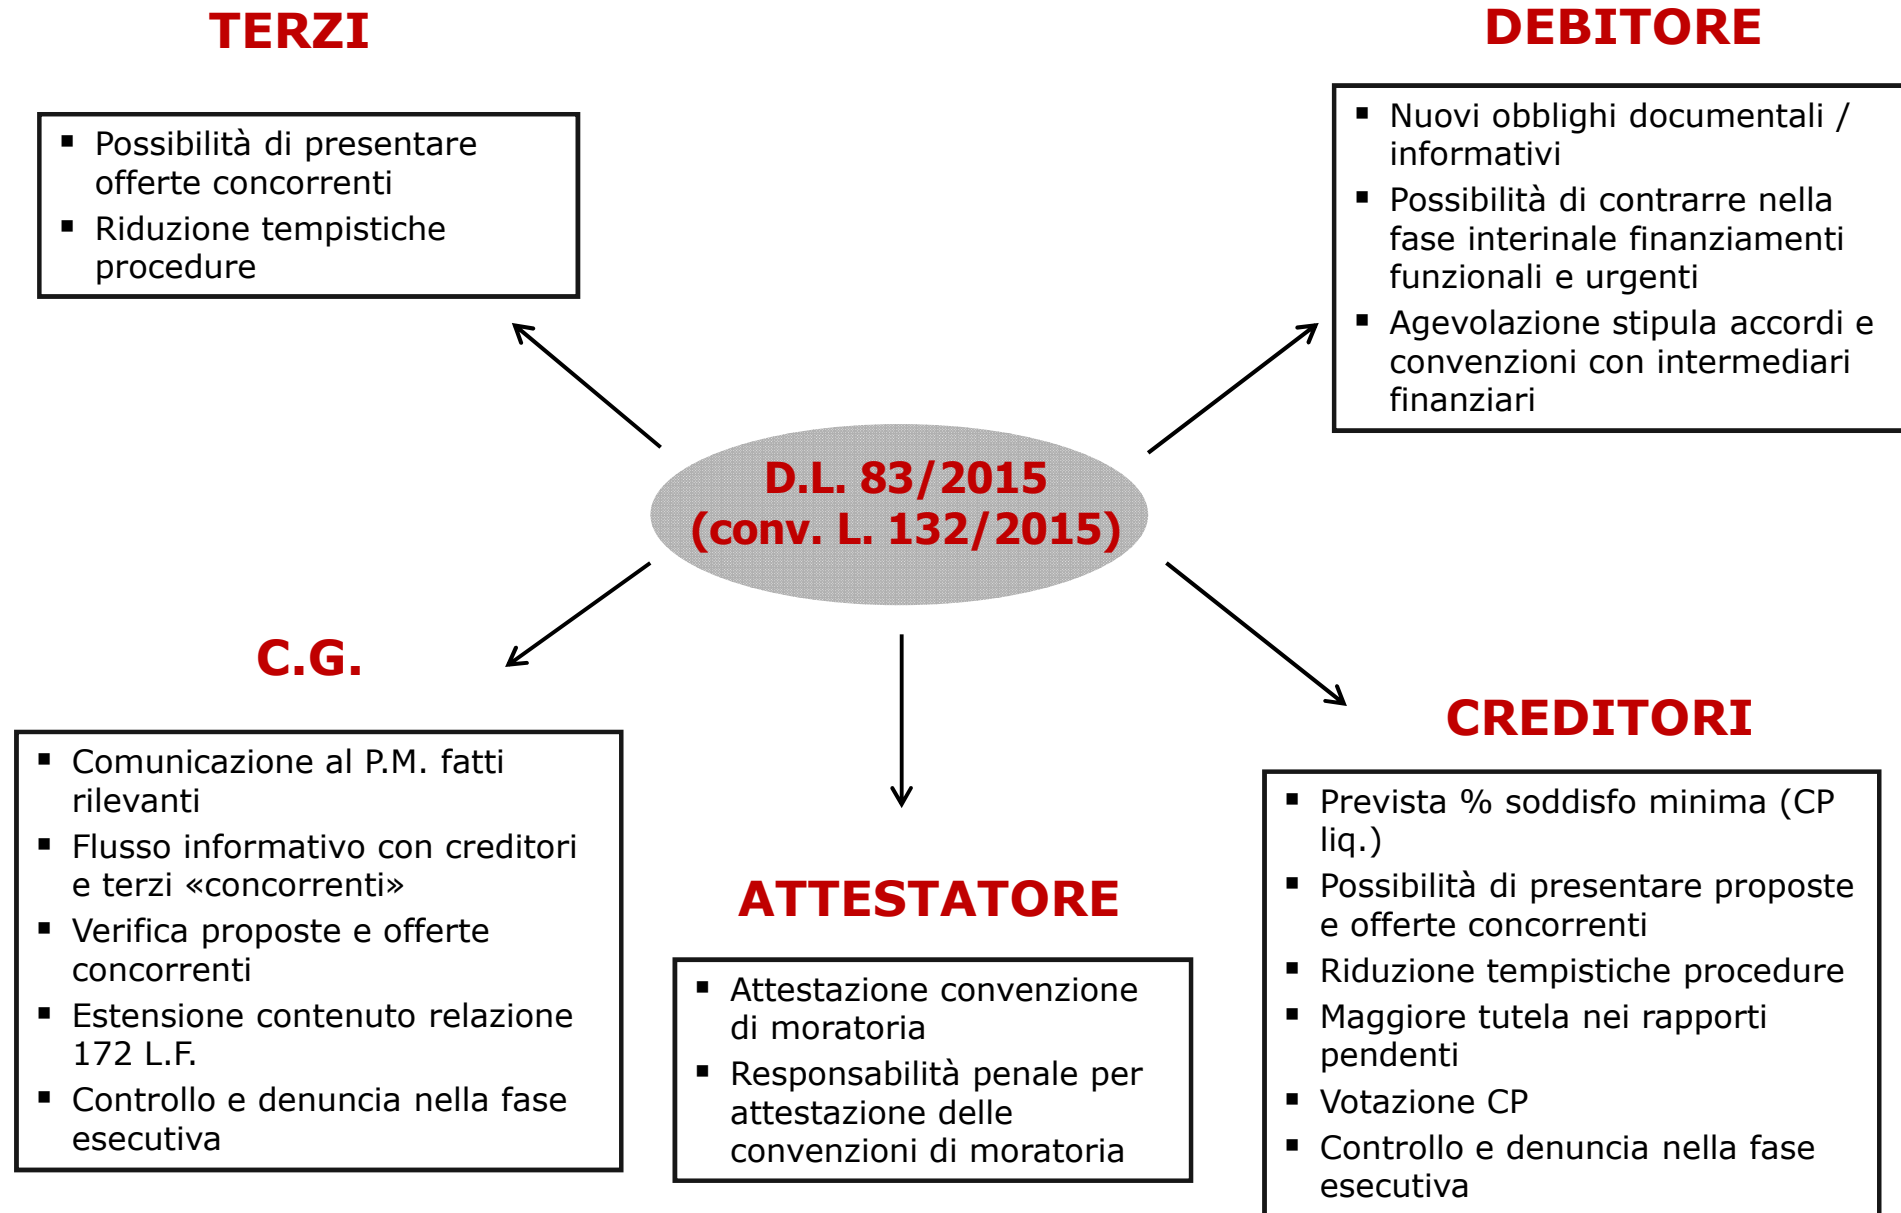 TERZI
▪ Possibilità di presentare
offerte concorrenti
▪ Riduzione tempistiche
procedure
DEBITORE
▪ Nuovi obblighi documentali /
informativi
▪ Possibilità di contrarre nella
fase interinale finanziamenti
funzionali e urgenti
▪ Agevolazione stipula accordi e
convenzioni con intermediari
finanziari
D.L. 83/2015
(conv. L. 132/2015)
C.G.
▪ Comunicazione al P.M. fatti
rilevanti
▪ Flusso informativo con creditori
e terzi «concorrenti»
▪ Verifica proposte e offerte
concorrenti
▪ Estensione contenuto relazione
172 L.F.
▪ Controllo e denuncia nella fase
esecutiva
ATTESTATORE
▪ Attestazione convenzione
di moratoria
▪ Responsabilità penale per
attestazione delle
convenzioni di moratoria
CREDITORI
▪ Prevista % soddisfo minima (CP
liq.)
▪ Possibilità di presentare proposte
e offerte concorrenti
▪ Riduzione tempistiche procedure
▪ Maggiore tutela nei rapporti
pendenti
▪ Votazione CP
▪ Controllo e denuncia nella fase
esecutiva